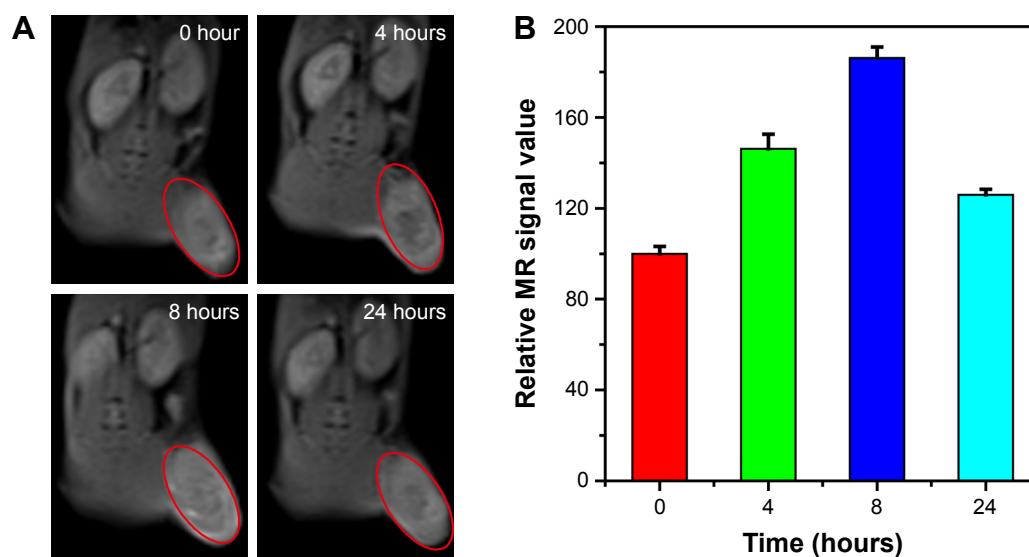 A
0 hour
4 hours
8 hours
24 hours
B
Relative MR signal value
200
160
120
80
40
0
0 4 8 24
Time (hours)